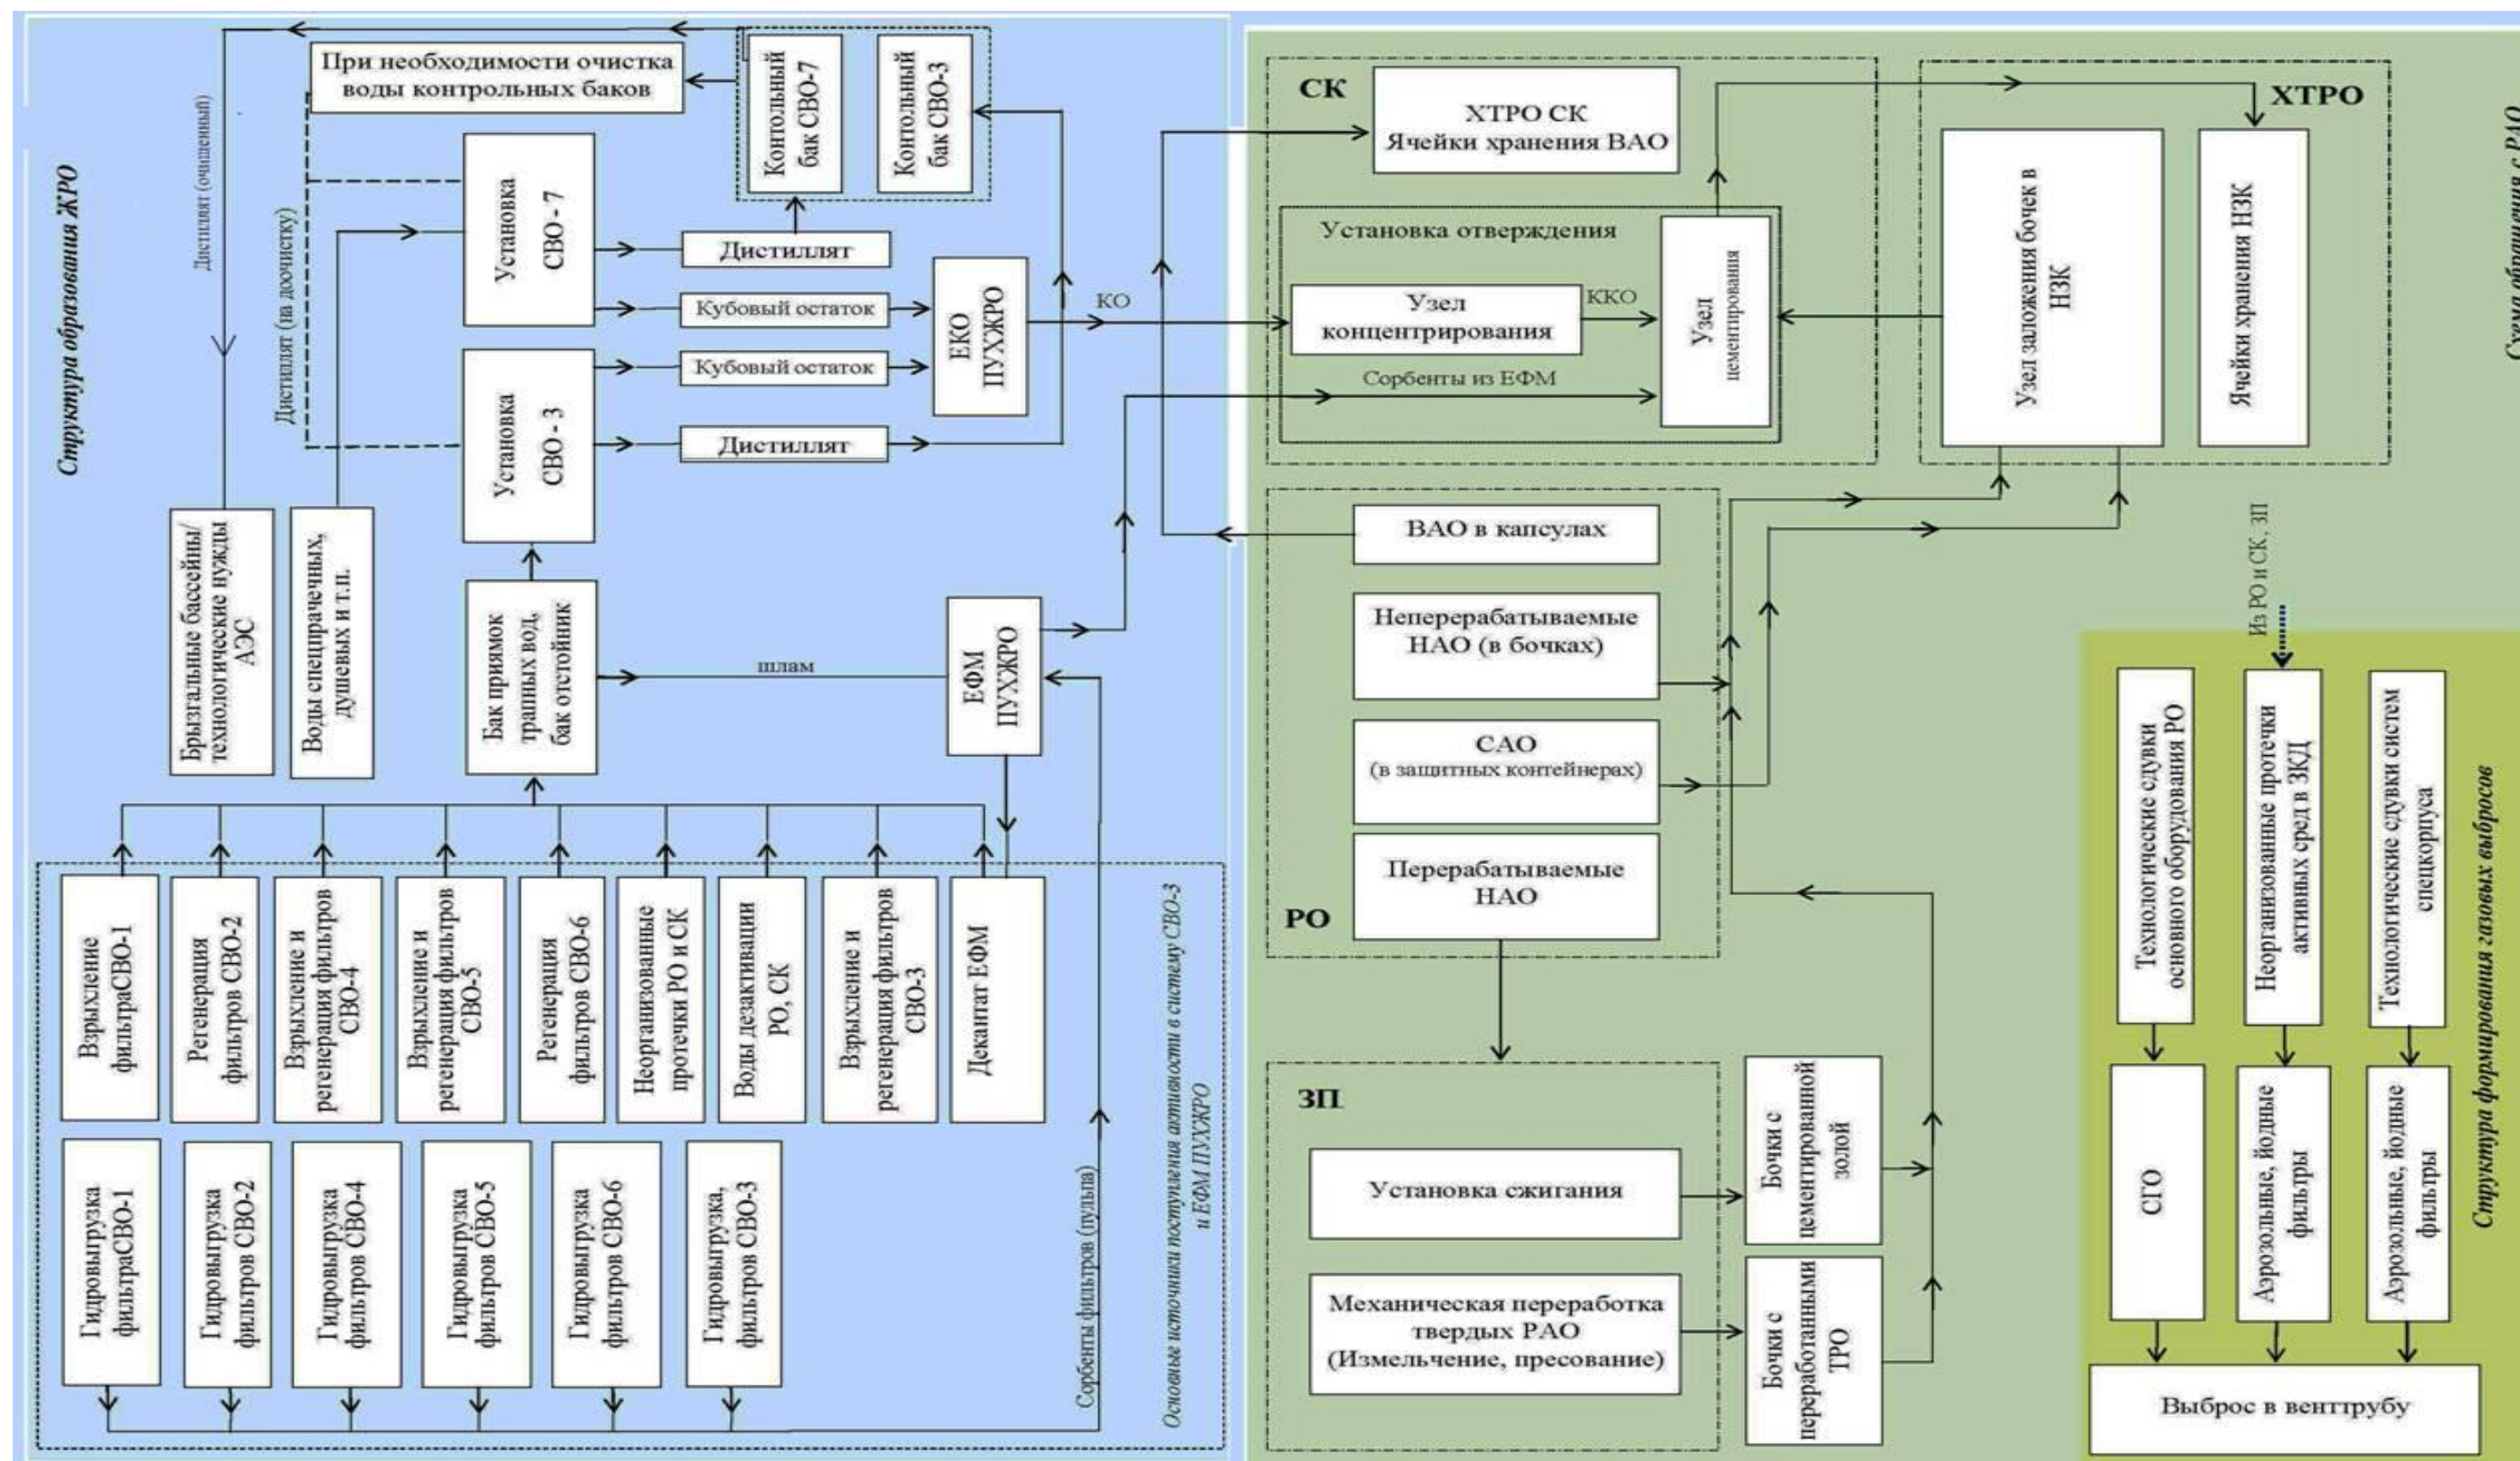 Структура образования ЖРО
Дистиллят (очищенный)
При необходимости очистка
воды контрольных баков
Дистиллят (на доочистку)
Установка
СВО - 7
Установка
СВО - 3
Контольный
бак СВО-7
Контольный
бак СВО-3
Дистиллят
Кубовый остаток
Кубовый остаток
Дистиллят
ЕКО
ПУХЖРО
КО
Брызгальные бассейны/
технологические нужды
АЭС
Воды спецпрачечных,
душевых и т.п.
Бак приямок
трапных вод,
бак отстойник
шлам
ЕФМ
ПУХЖРО
Взрыхление
фильтраСВО-1
Регенерация
фильтров СВО-2
Взрыхление и
регенерация фильтров
СВО-4
Взрыхление и
регенерация фильтров
СВО-5
Регенерация
фильтров СВО-6
Неорганизованные
протечки РО и СК
Воды дезактивации
РО, СК
Взрыхление и
регенерация фильтров
СВО-3
Декантат ЕФМ
Гидровыгрузка
фильтраСВО-1
Гидровыгрузка
фильтров СВО-2
Гидровыгрузка
фильтров СВО-4
Гидровыгрузка
фильтров СВО-5
Гидровыгрузка
фильтров СВО-6
Гидровыгрузка,
фильтров СВО-3
Сорбенты фильтров (пульпа)
Основные источники поступления активности в систему СВО-3
и ЕФМ ПУХЖРО
СК
ХТРО СК
Ячейки хранения ВАО
Установка отверждения
Узел
концентрирования
ККО
Узел
цементирования
Сорбенты из ЕФМ
ХТРО
Узел заложения бочек в
НЗК
Ячейки хранения НЗК
РО
ВАО в капсулах
Неперерабатываемые
НАО (в бочках)
САО
(в защитных контейнерах)
Перерабатываемые
НАО
ЗП
Установка сжигания
Механическая переработка
твердых РАО
(Измельчение, пресование)
Бочки с
цементированной
золой
Бочки с
переработанными
ТРО
Из РО и СК, ЗП
Технологические сдувки
основного оборудования РО
Неорганизованные протечки
активных сред в ЗКД
Технологические сдувки систем
спецкорпуса
СГО
Аэрозольные, йодные
фильтры
Аэрозольные, йодные
фильтры
Выброс в венттрубу
Структура формирования газовых выбросов